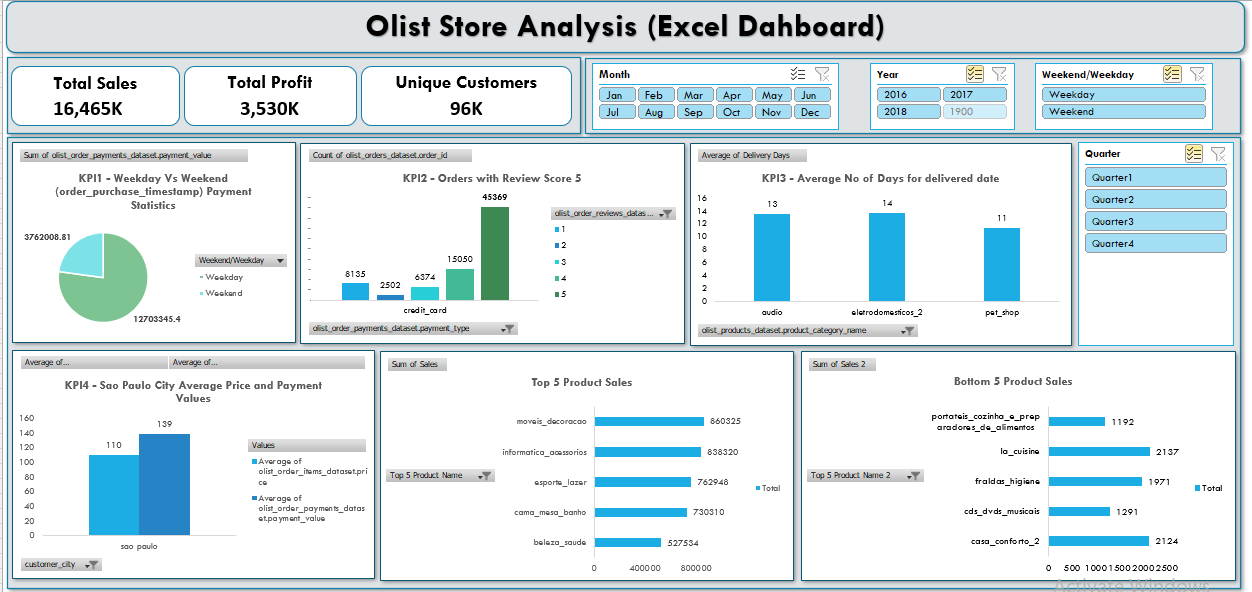 Olist Store Analysis (Excel Dahboard)
Total Sales
16,465K
Total Profit
3,530K
Unique Customers
96K
Month
Jan Feb Mar Apr May Jun
Jul Aug Sep Oct Nov Dec
Year
2016 2017
2018 1900
Weekend/Weekday
Weekday
Weekend
Sum of olist_order_payments_dataset.payment_value
KPI1 - Weekday Vs Weekend
(order_purchase_timestamp) Payment
Statistics
3762008.81
12703345.4
Weekend/Weekday
Weekday
Weekend
Count of olist_orders_dataset.order_id
KPI2 - Orders with Review Score 5
8135
2502
6374
15050
45369
credit_card
olist_order_reviews_datas...
1
2
3
4
5
olist_order_payments_dataset.payment_type
Average of Delivery Days
KPI3 - Average No of Days for delivered date
16
14
12
10
8
6
4
2
0
13
14
11
audio
eletrodomesticos_2
pet_shop
olist_products_dataset.product_category_name
Quarter
Quarter1
Quarter2
Quarter3
Quarter4
Average of...
Average of...
KPI4 - Sao Paulo City Average Price and Payment
Values
160
140
120
100
80
60
40
20
0
110
139
sao paulo
Values
Average of
olist_order_items_dataset.pri
ce
Average of
olist_order_payments_datas
et.payment_value
customer_city
Sum of Sales
Top 5 Product Sales
Top 5 Product Name
moveis_decoracao 860325
informatica_acessorios 838320
esporte_lazer 762948
cama_mesa_banho 730310
beleza_saude 527534
0 400000 800000
Total
Sum of Sales 2
Bottom 5 Product Sales
Top 5 Product Name 2
portateis_cozinha_e_prep
aradores_de_alimentos 1192
la_cuisine 2137
fraldas_higiene 1971
cds_dvds_musicais 1291
casa_conforto_2 2124
0 500 1000 1500 2000 2500
Total
Activate Windows